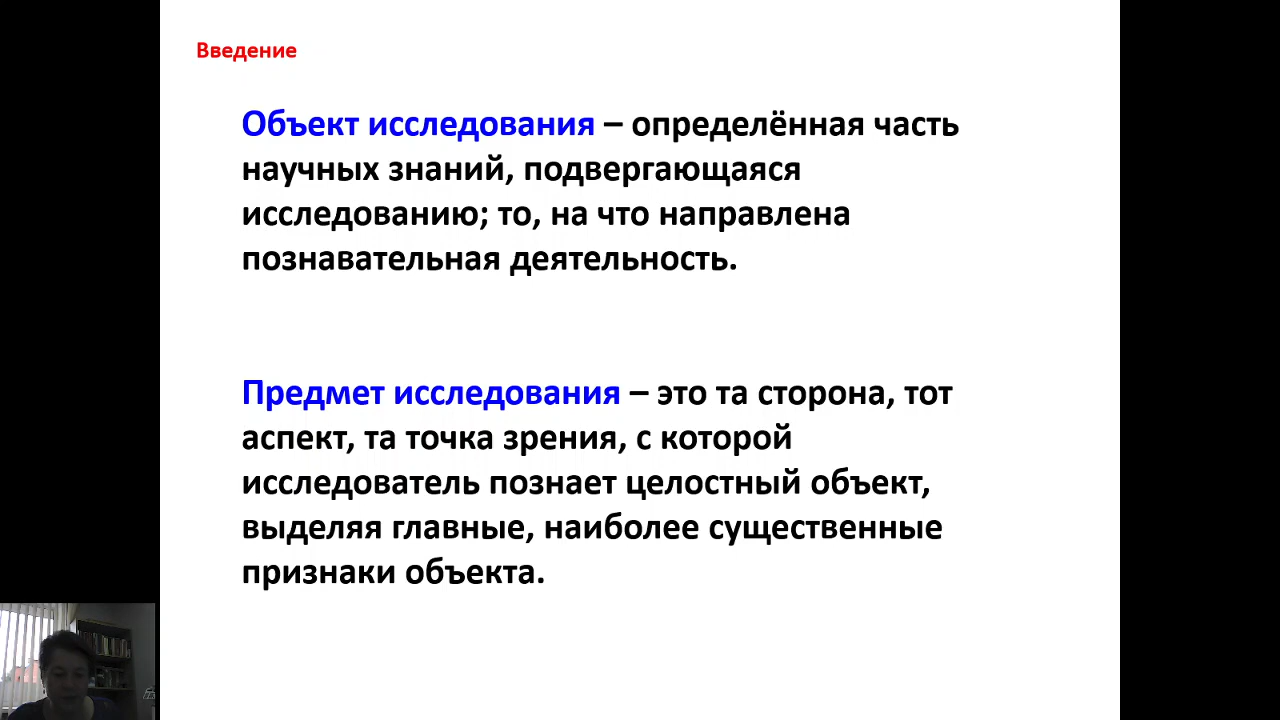 Введение
Объект исследования – определённая часть
научных знаний, подвергающаяся
исследованию; то, на что направлена
познавательная деятельность.
Предмет исследования – это та сторона, тот
аспект, та точка зрения, с которой
исследователь познает целостный объект,
выделяя главные, наиболее существенные
признаки объекта.